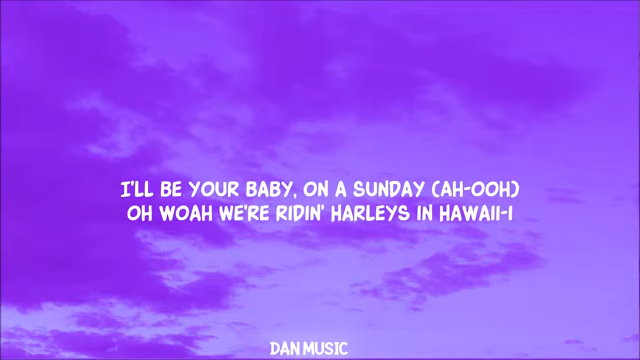 I'LL BE YOUR BABY, ON A SUNDAY (AH-OOH)
OH WOAH WE'RE RIDIN' HARLEYS IN HAWAII-I
DAN MUSIC